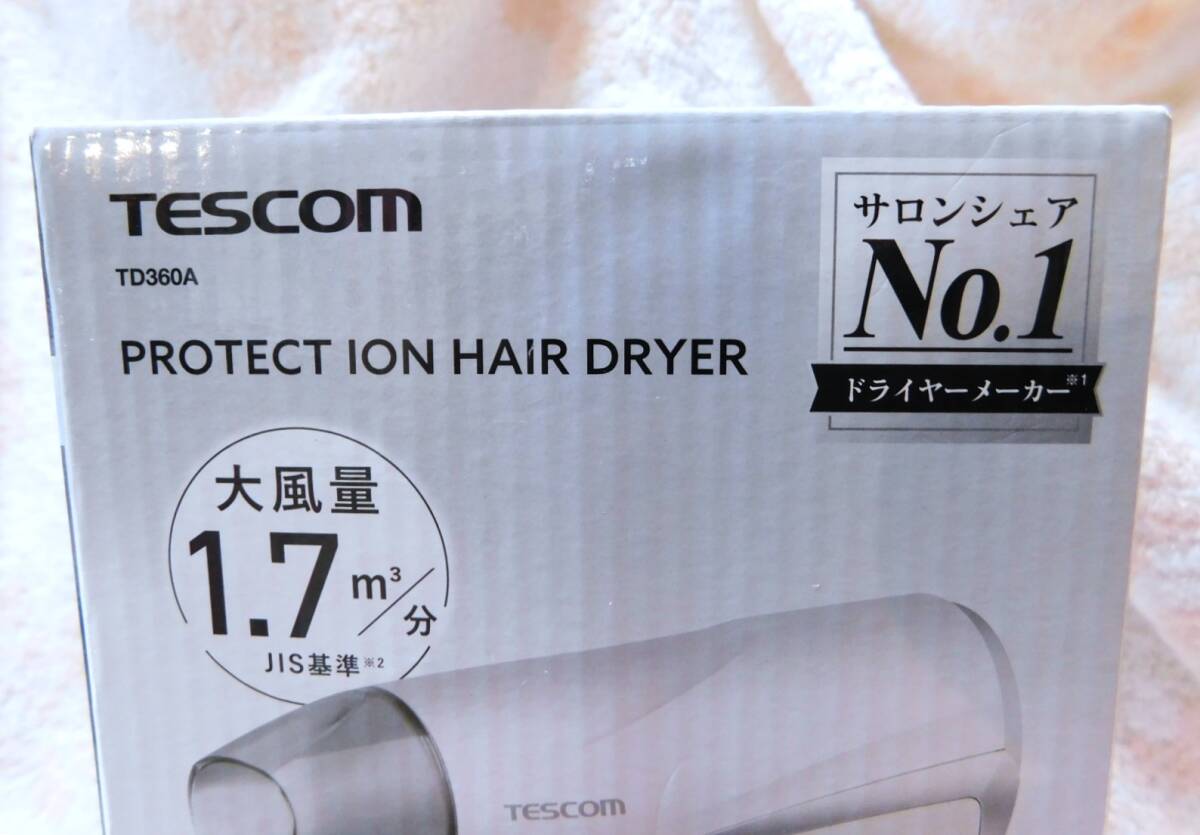 TESCOM
TD360A
PROTECT ION HAIR DRYER
サロンシェア
No.1
ドライヤーメーカー※1
大風量
1.7 m³/分
JIS基準※2
TESCOM